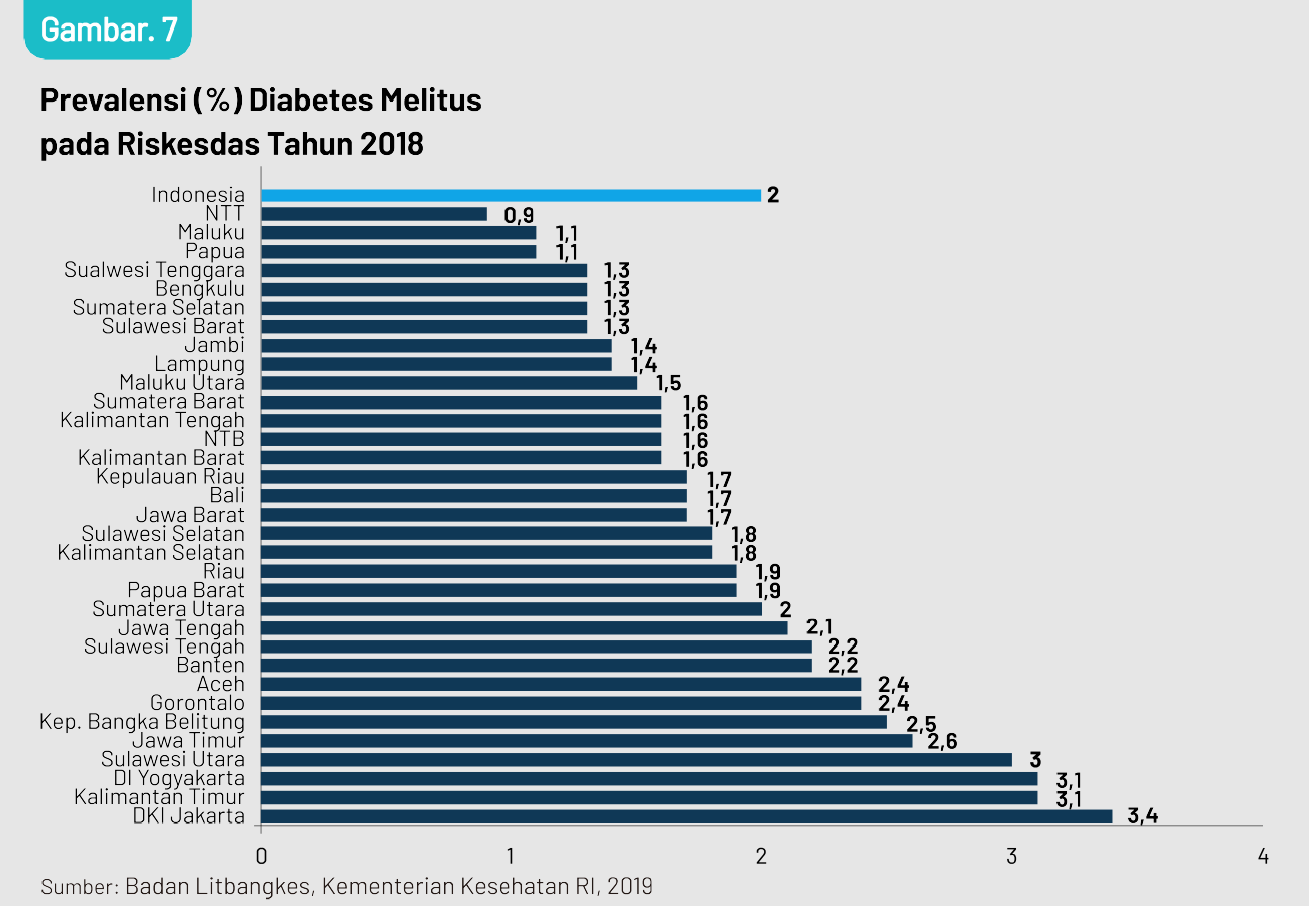 Gambar. 7
Prevalensi (%) Diabetes Melitus
pada Riskesdas Tahun 2018
Indonesia 2
NTT 0,9
Maluku 1,1
Papua 1,1
Sualwesi Tenggara 1,3
Bengkulu 1,3
Sumatera Selatan 1,3
Sulawesi Barat 1,3
Jambi 1,4
Lampung 1,4
Maluku Utara 1,5
Sumatera Barat 1,6
Kalimantan Tengah 1,6
NTB 1,6
Kalimantan Barat 1,6
Kepulauan Riau 1,7
Bali 1,7
Jawa Barat 1,7
Sulawesi Selatan 1,8
Kalimantan Selatan 1,8
Riau 1,9
Papua Barat 1,9
Sumatera Utara 2
Jawa Tengah 2,1
Sulawesi Tengah 2,2
Banten 2,2
Aceh 2,4
Gorontalo 2,4
Kep. Bangka Belitung 2,5
Jawa Timur 2,6
Sulawesi Utara 3
DI Yogyakarta 3,1
Kalimantan Timur 3,1
DKI Jakarta 3,4
0 1 2 3 4
Sumber: Badan Litbangkes, Kementerian Kesehatan RI, 2019